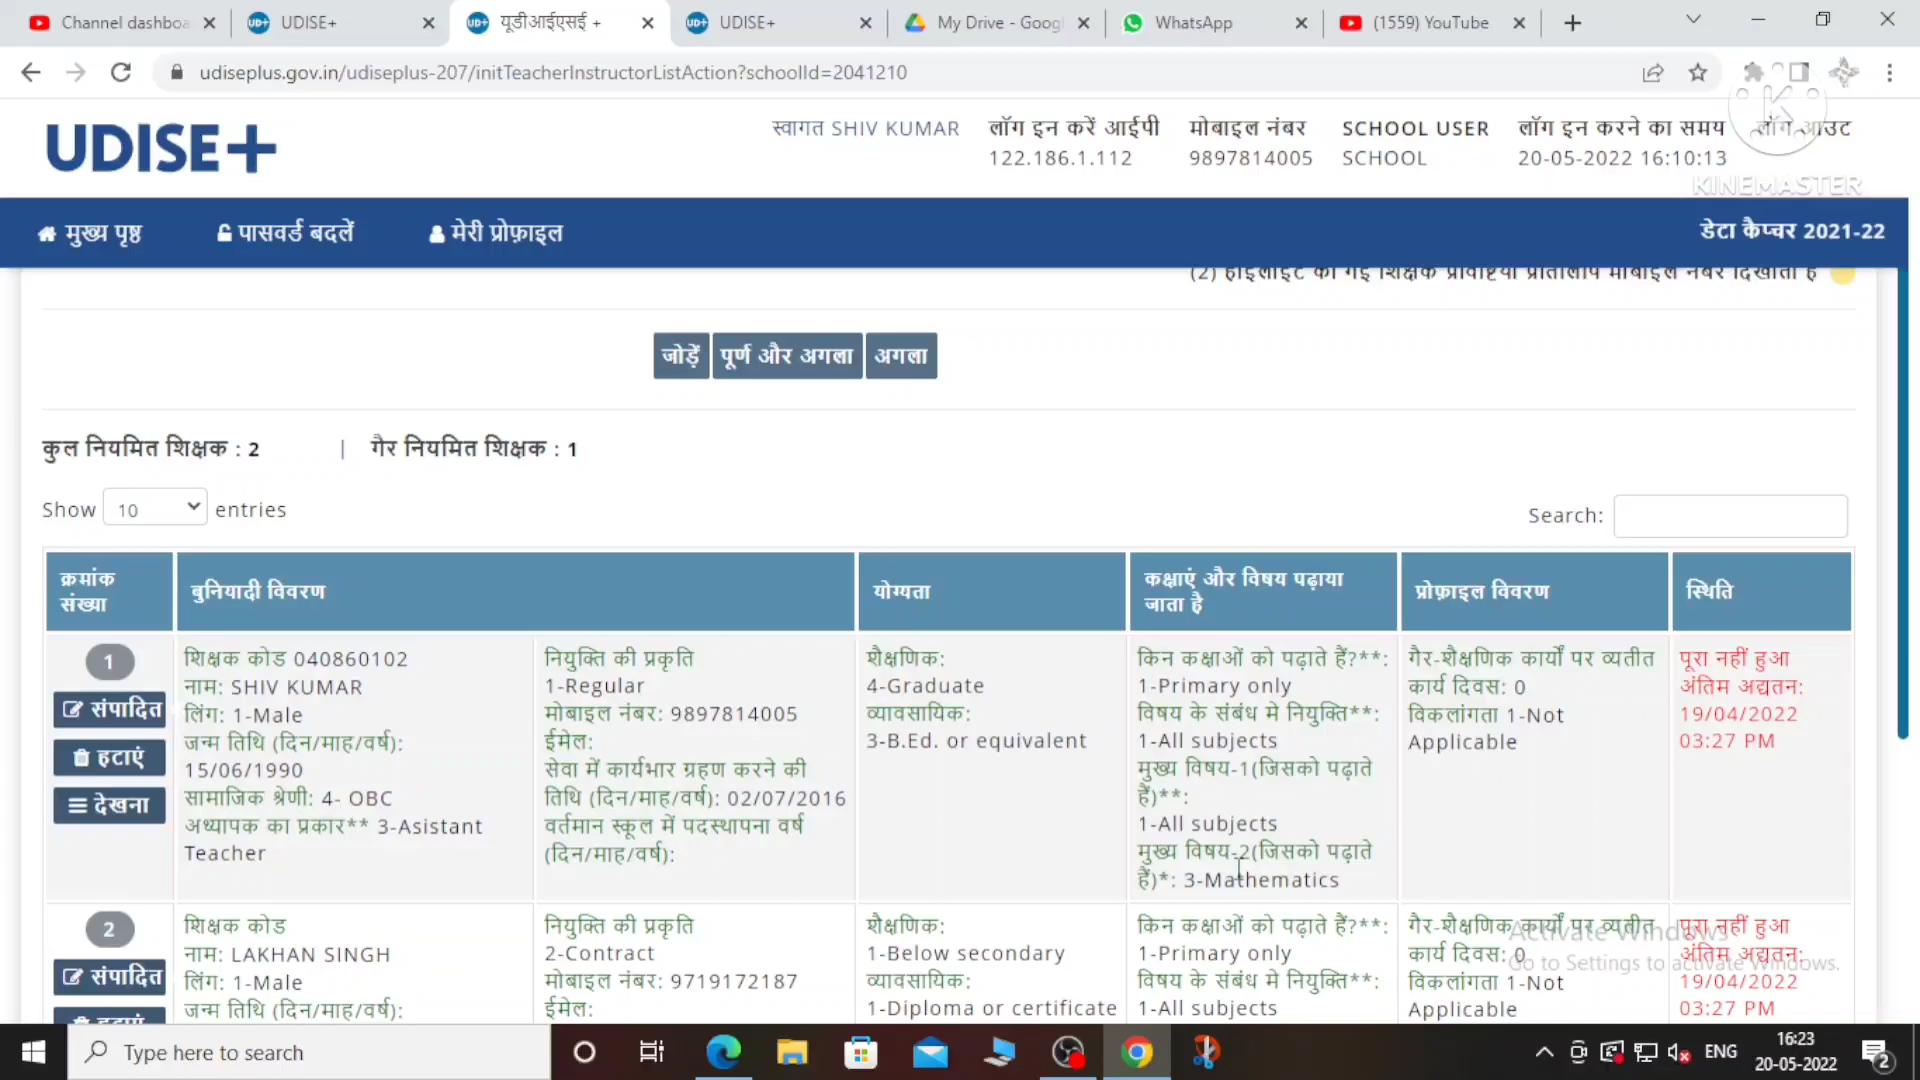 Channel dashboa
UDISE+
यूडीआईएसई +
UDISE+
My Drive - Goog
WhatsApp
(1559) YouTube
udiseplus.gov.in/udiseplus-207/initTeacherInstructorListAction?schoolId=2041210
UDISE+
स्वागत SHIV KUMAR
लॉग इन करें आईपी
122.186.1.112
मोबाइल नंबर
9897814005
SCHOOL USER
SCHOOL
लॉग इन करने का समय
20-05-2022 16:10:13
लॉग आउट
KINEMASTER
मुख्य पृष्ठ
पासवर्ड बदलें
मेरी प्रोफ़ाइल
डेटा कैप्चर 2021-22
(2) हाइलाइट की गई शिक्षक प्रविष्टियां प्रतिलिपि मोबाइल नंबर दिखाती हैं
जोड़ें
पूर्ण और अगला
अगला
कुल नियमित शिक्षक : 2 | गैर नियमित शिक्षक : 1
Show 10 entries
Search:
क्रमांक
संख्या
बुनियादी विवरण
योग्यता
कक्षाएं और विषय पढ़ाया
जाता है
प्रोफ़ाइल विवरण
स्थिति
1
संपादित
हटाएं
देखना
शिक्षक कोड 040860102
नाम: SHIV KUMAR
लिंग: 1-Male
जन्म तिथि (दिन/माह/वर्ष):
15/06/1990
सामाजिक श्रेणी: 4- OBC
अध्यापक का प्रकार** 3-Asistant
Teacher
नियुक्ति की प्रकृति
1-Regular
मोबाइल नंबर: 9897814005
ईमेल:
सेवा में कार्यभार ग्रहण करने की
तिथि (दिन/माह/वर्ष): 02/07/2016
वर्तमान स्कूल में पदस्थापना वर्ष
(दिन/माह/वर्ष):
शैक्षणिक:
4-Graduate
व्यावसायिक:
3-B.Ed. or equivalent
किन कक्षाओं को पढ़ाते हैं?**:
1-Primary only
विषय के संबंध मे नियुक्ति**:
1-All subjects
मुख्य विषय-1(जिसको पढ़ाते
हैं)**:
1-All subjects
मुख्य विषय-2(जिसको पढ़ाते
हैं)*: 3-Mathematics
गैर-शैक्षणिक कार्यों पर व्यतीत
कार्य दिवस: 0
विकलांगता 1-Not
Applicable
पूरा नहीं हुआ
अंतिम अद्यतन:
19/04/2022
03:27 PM
2
संपादित
हटाएं
शिक्षक कोड
नाम: LAKHAN SINGH
लिंग: 1-Male
जन्म तिथि (दिन/माह/वर्ष):
नियुक्ति की प्रकृति
2-Contract
मोबाइल नंबर: 9719172187
ईमेल:
शैक्षणिक:
1-Below secondary
व्यावसायिक:
1-Diploma or certificate
किन कक्षाओं को पढ़ाते हैं?**:
1-Primary only
विषय के संबंध मे नियुक्ति**:
1-All subjects
गैर-शैक्षणिक कार्यों पर व्यतीत
कार्य दिवस: 0
विकलांगता 1-Not
Applicable
पूरा नहीं हुआ
अंतिम अद्यतन:
19/04/2022
03:27 PM
Activate Windows
Go to Settings to activate Windows.
Type here to search
ENG
16:23
20-05-2022
2